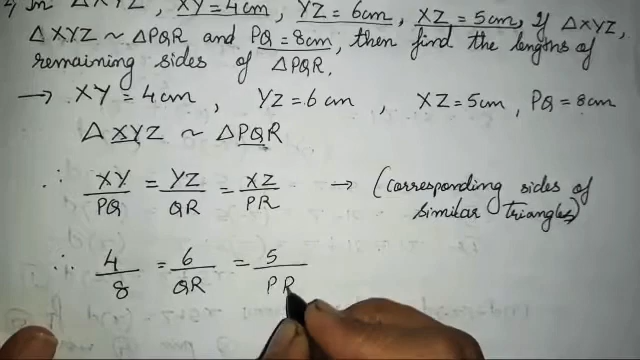 In ΔXYZ, XY = 4cm, YZ = 6cm, XZ = 5cm, If ΔXYZ,
ΔXYZ ~ ΔPQR and PQ = 8cm, then find the lengths of
remaining sides of ΔPQR.
→ XY = 4cm, YZ = 6cm, XZ = 5cm, PQ = 8cm
ΔXYZ ~ ΔPQR
∴ XY/PQ = YZ/QR = XZ/PR → (corresponding sides of
similar triangles)
∴ 4/8 = 6/QR = 5/PR